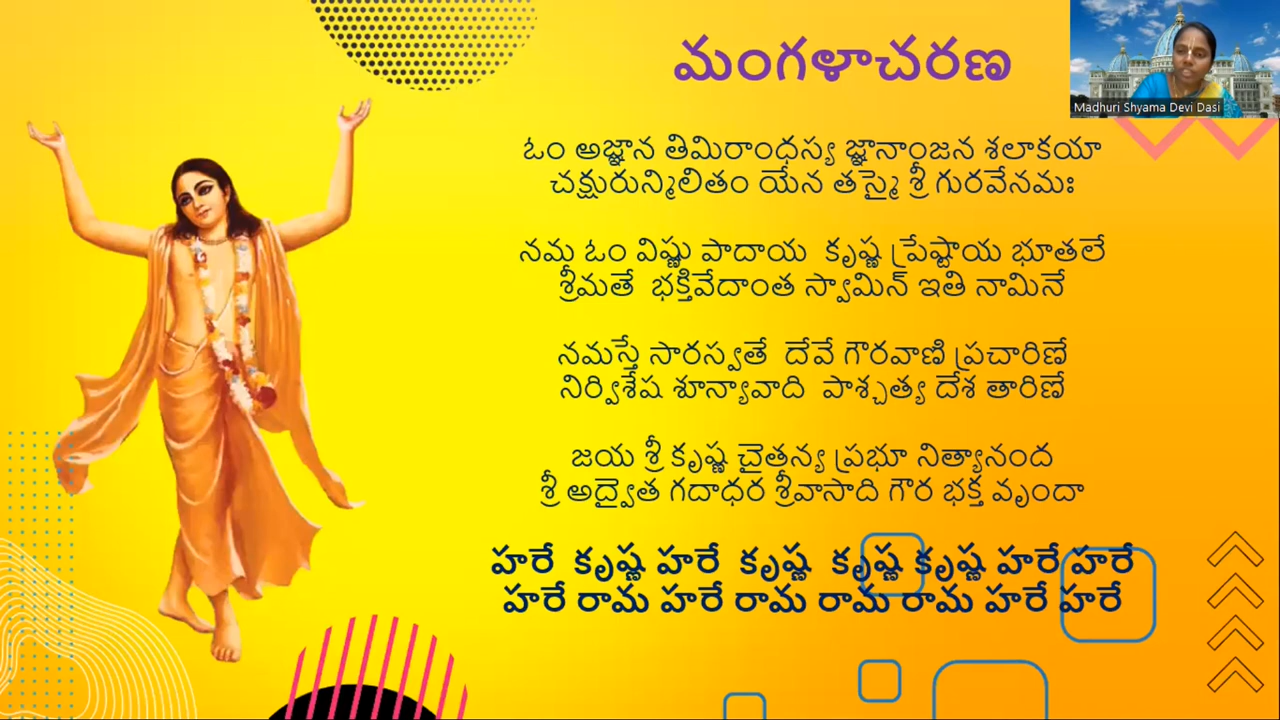 మంగళాచరణ
Madhuri Shyama Devi Dasi
ఓం అజ్ఞాన తిమిరాంధస్య జ్ఞానాంజన శలాకయా
చక్షురున్మిలితం యేన తస్మై శ్రీ గురవేనమః
నమ ఓం విష్ణు పాదాయ కృష్ణ ప్రేష్టాయ భూతలే
శ్రీమతే భక్తివేదాంత స్వామిన్ ఇతి నామినే
నమస్తే సారస్వతే దేవే గౌరవాణి ప్రచారిణే
నిర్విశేష శూన్యావాది పాశ్చత్య దేశ తారిణే
జయ శ్రీ కృష్ణ చైతన్య ప్రభూ నిత్యానంద
శ్రీ అద్వైత గదాధర శ్రీవాసాది గౌర భక్త వృందా
హరే కృష్ణ హరే కృష్ణ కృష్ణ కృష్ణ హరే హరే
హరే రామ హరే రామ రామ రామ హరే హరే